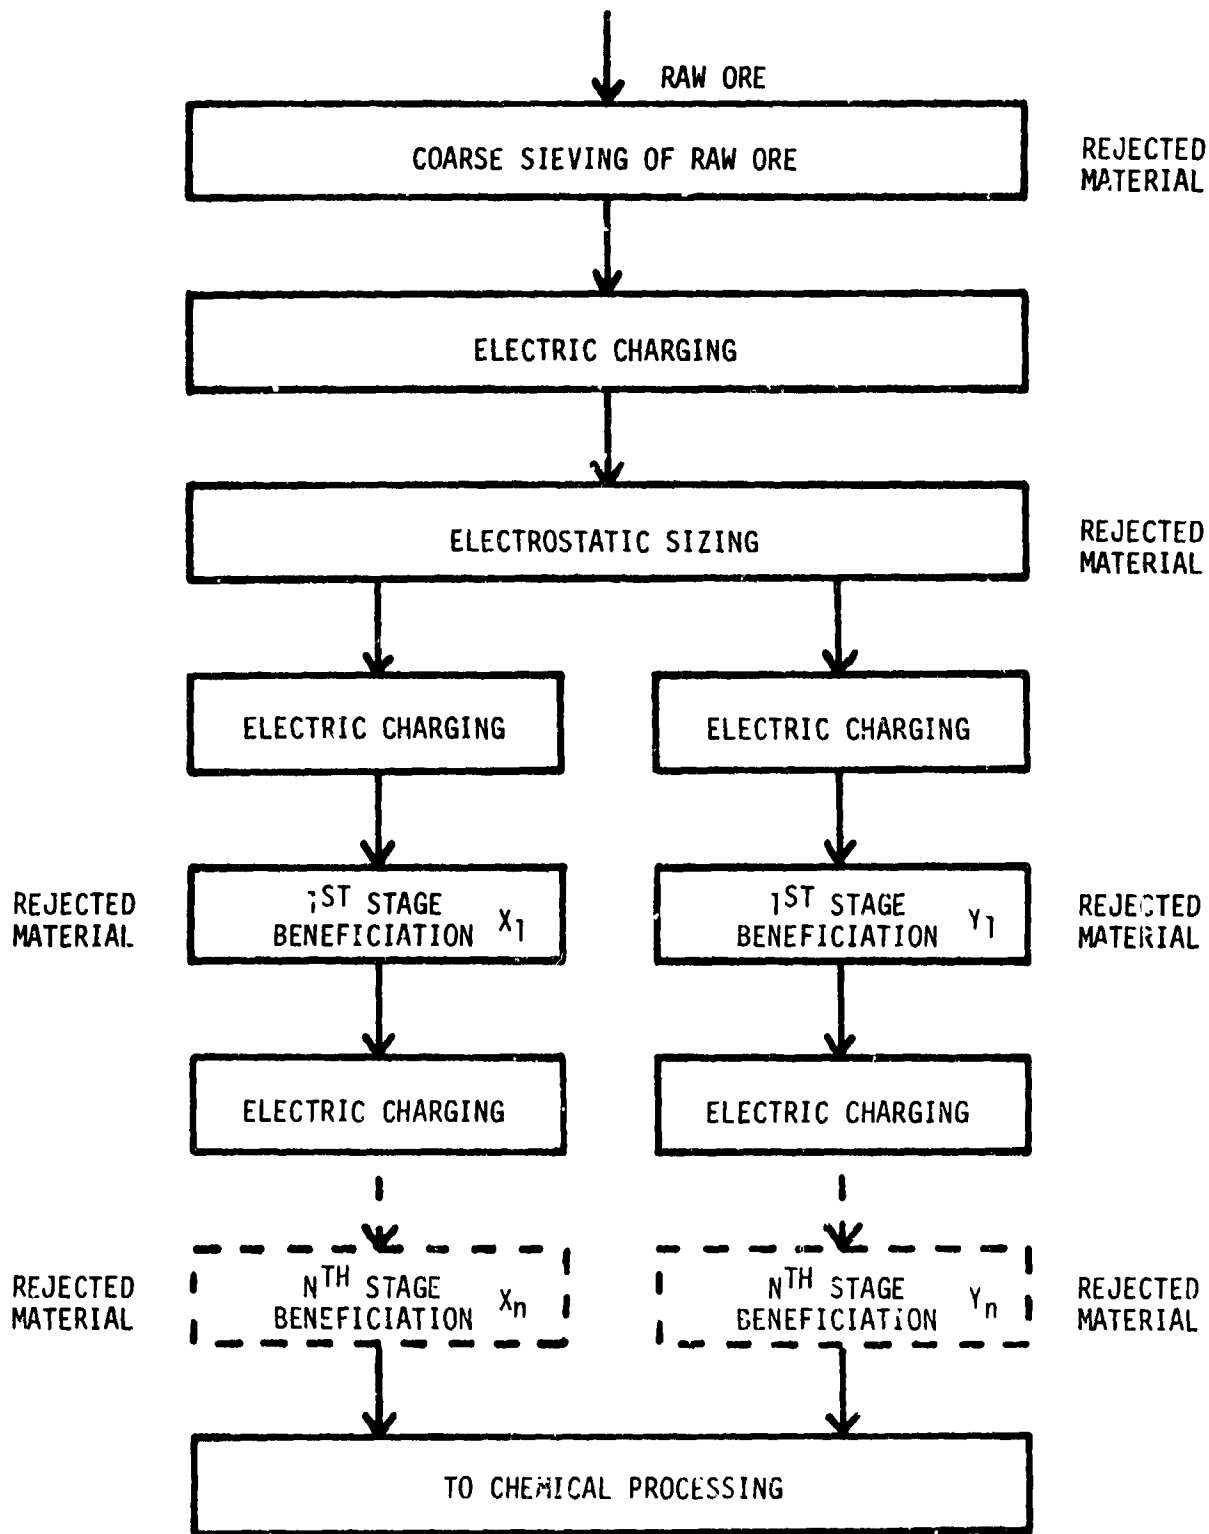 RAW ORE
COARSE SIEVING OF RAW ORE
REJECTED
MATERIAL
ELECTRIC CHARGING
ELECTROSTATIC SIZING
REJECTED
MATERIAL
ELECTRIC CHARGING
ELECTRIC CHARGING
REJECTED
MATERIAL
1ST STAGE
BENEFICIATION X1
1ST STAGE
BENEFICIATION Y1
REJECTED
MATERIAL
ELECTRIC CHARGING
ELECTRIC CHARGING
REJECTED
MATERIAL
NTH STAGE
BENEFICIATION Xn
NTH STAGE
BENEFICIATION Yn
REJECTED
MATERIAL
TO CHEMICAL PROCESSING